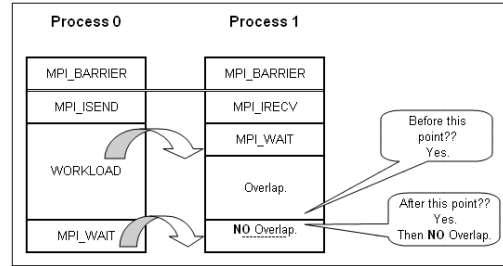 Process 0
Process 1
MPI_BARRIER
MPI_BARRIER
MPI_ISEND
MPI_IRECV
MPI_WAIT
WORKLOAD
Overlap.
MPI_WAIT
NO Overlap.
Before this
point??
Yes.
After this point??
Yes.
Then NO Overlap.